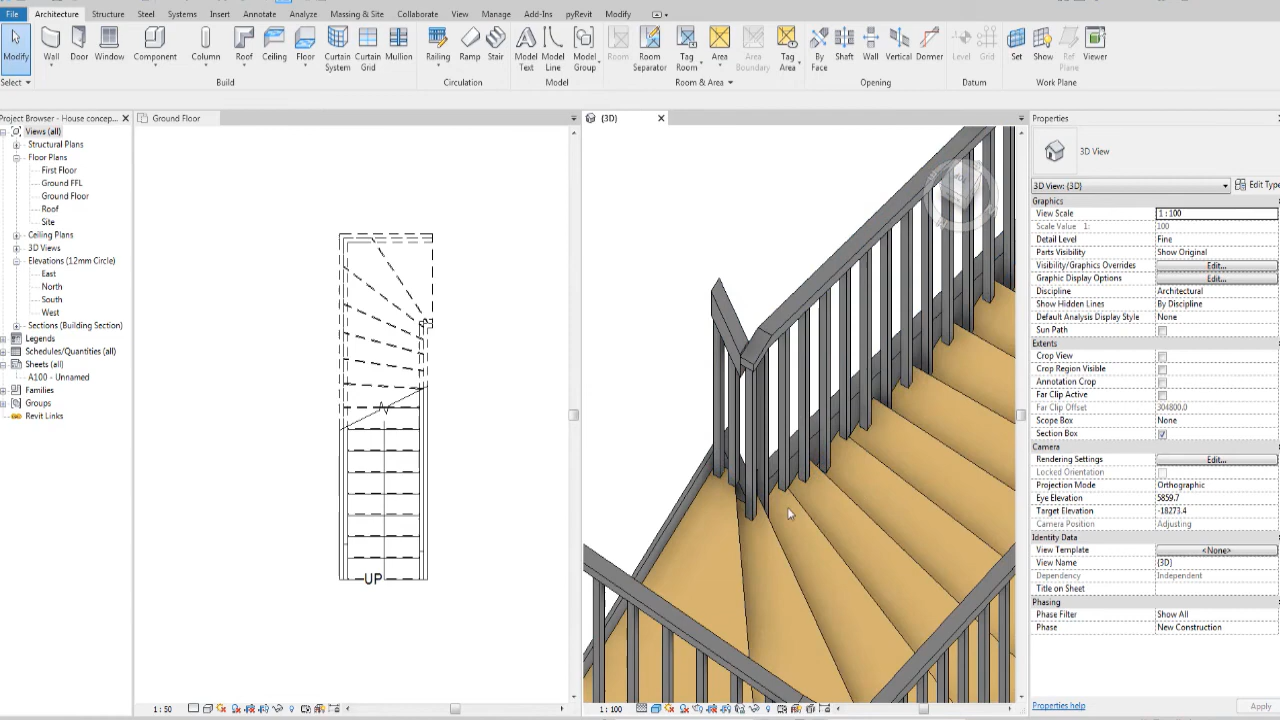 File Architecture Structure Steel Systems Insert Annotate Analyze Massing & Site Collaborate View Manage Add-Ins pyRevit Modify
Modify Wall Door Window Component Column Roof Ceiling Floor Curtain System Curtain Grid Mullion Railing Ramp Stair Model Text Model Line Model Group Room Room Separator Tag Room Area Area Boundary Tag Area By Face Shaft Wall Vertical Dormer Level Grid Set Show Ref Plane Viewer
Select Build Circulation Model Room & Area Opening Datum Work Plane
Project Browser - House concep...
Views (all)
Structural Plans
Floor Plans
First Floor
Ground FFL
Ground Floor
Roof
Site
Ceiling Plans
3D Views
Elevations (12mm Circle)
East
North
South
West
Sections (Building Section)
Legends
Schedules/Quantities (all)
Sheets (all)
A100 - Unnamed
Families
Groups
Revit Links
Ground Floor
UP
1 : 50
{3D}
1 : 100
Properties
3D View
3D View: {3D} Edit Type
Graphics
View Scale 1 : 100
Scale Value 1: 100
Detail Level Fine
Parts Visibility Show Original
Visibility/Graphics Overrides Edit...
Graphic Display Options Edit...
Discipline Architectural
Show Hidden Lines By Discipline
Default Analysis Display Style None
Sun Path
Extents
Crop View
Crop Region Visible
Annotation Crop
Far Clip Active
Far Clip Offset 304800.0
Scope Box None
Section Box
Camera
Rendering Settings Edit...
Locked Orientation
Projection Mode Orthographic
Eye Elevation 5859.7
Target Elevation -18273.4
Camera Position Adjusting
Identity Data
View Template <None>
View Name {3D}
Dependency Independent
Title on Sheet
Phasing
Phase Filter Show All
Phase New Construction
Properties help Apply